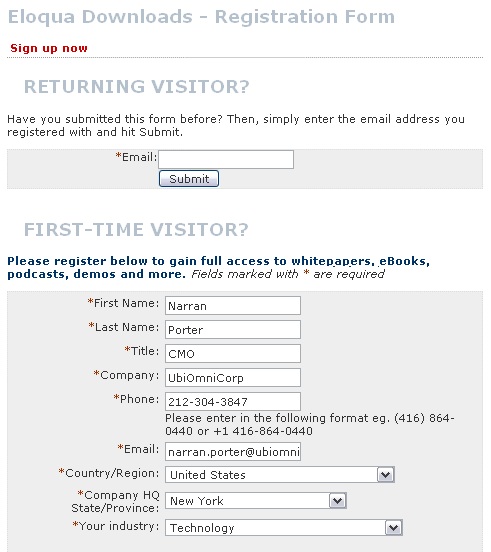 Eloqua Downloads - Registration Form
Sign up now
RETURNING VISITOR?
Have you submitted this form before? Then, simply enter the email address you
registered with and hit Submit.
*Email:
Submit
FIRST-TIME VISITOR?
Please register below to gain full access to whitepapers, eBooks,
podcasts, demos and more. Fields marked with * are required
*First Name: Narran
*Last Name: Porter
*Title: CMO
*Company: UbiOmniCorp
*Phone: 212-304-3847
Please enter in the following format eg. (416) 864-
0440 or +1 416-864-0440
*Email: narran.porter@ubiomni
*Country/Region: United States
*Company HQ
State/Province: New York
*Your industry: Technology